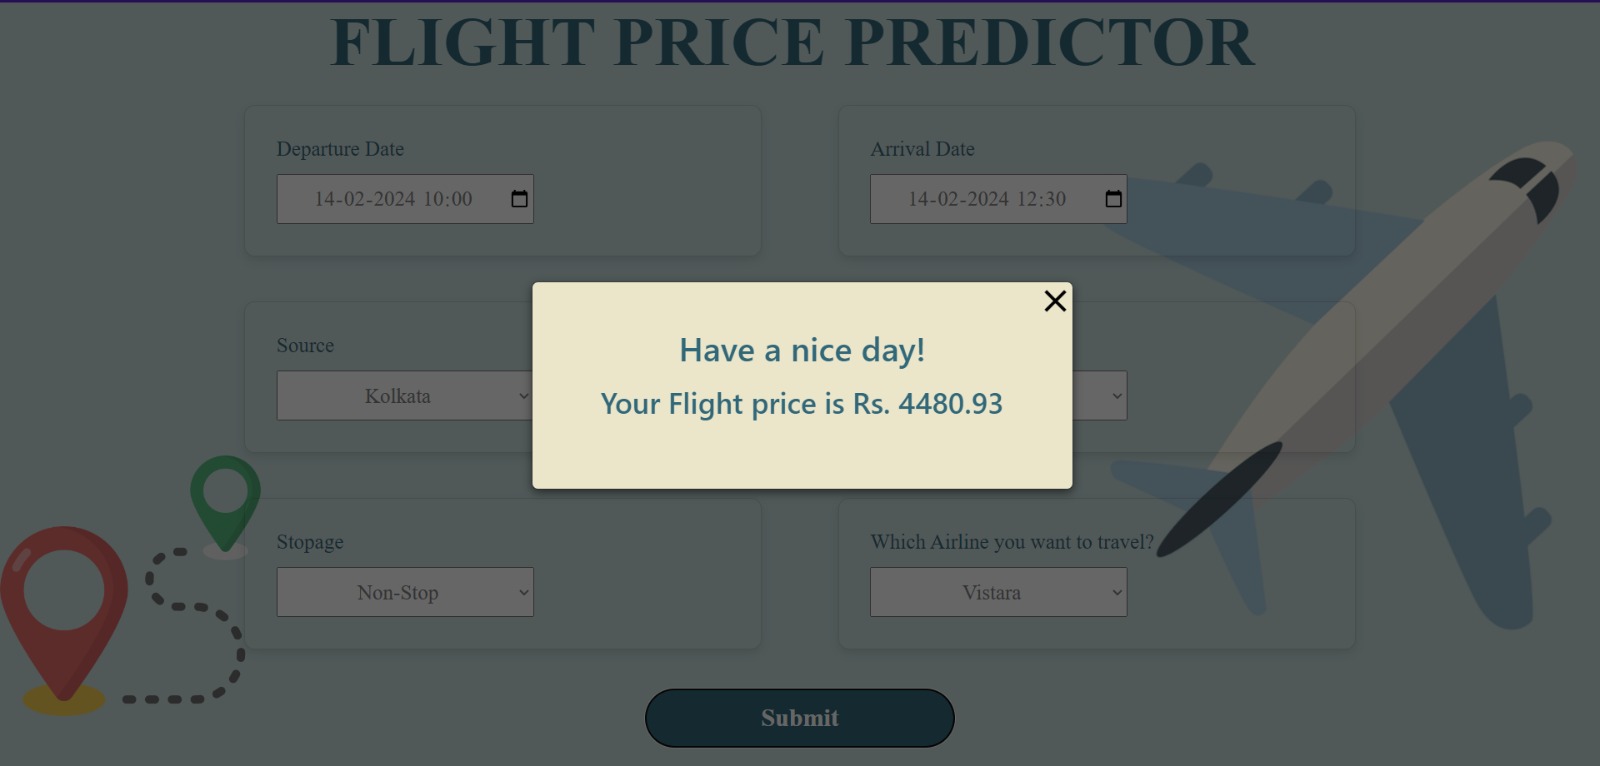 FLIGHT PRICE PREDICTOR
Departure Date
Arrival Date
14-02-2024 10:00
14-02-2024 12:30
Source
Kolkata
Have a nice day!
Your Flight price is Rs. 4480.93
Stopage
Which Airline you want to travel?
Non-Stop
Vistara
Submit